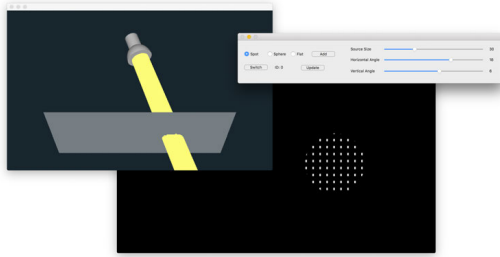 Spot Sphere Flat Add
Switch ID: 0 Update
Source Size
Horizontal Angle
Vertical Angle